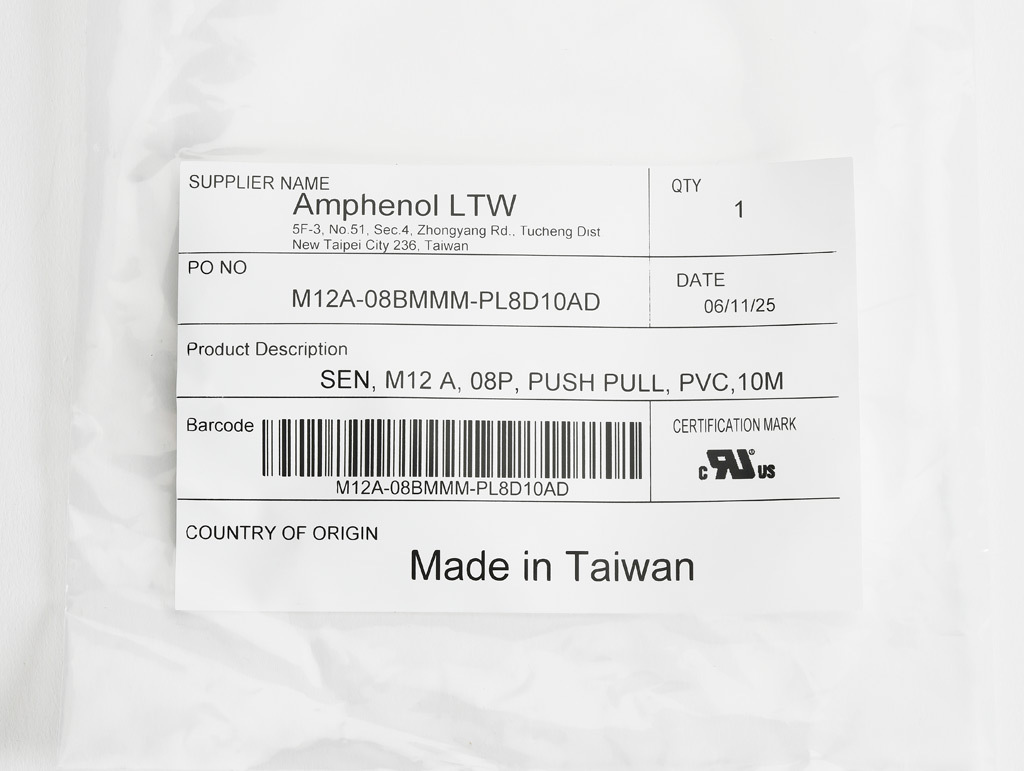 SUPPLIER NAME
Amphenol LTW
5F-3, No.51, Sec.4, Zhongyang Rd., Tucheng Dist
New Taipei City 236, Taiwan
QTY
1
PO NO
M12A-08BMMM-PL8D10AD
DATE
06/11/25
Product Description
SEN, M12 A, 08P, PUSH PULL, PVC,10M
Barcode
M12A-08BMMM-PL8D10AD
CERTIFICATION MARK
c RU® US
COUNTRY OF ORIGIN
Made in Taiwan